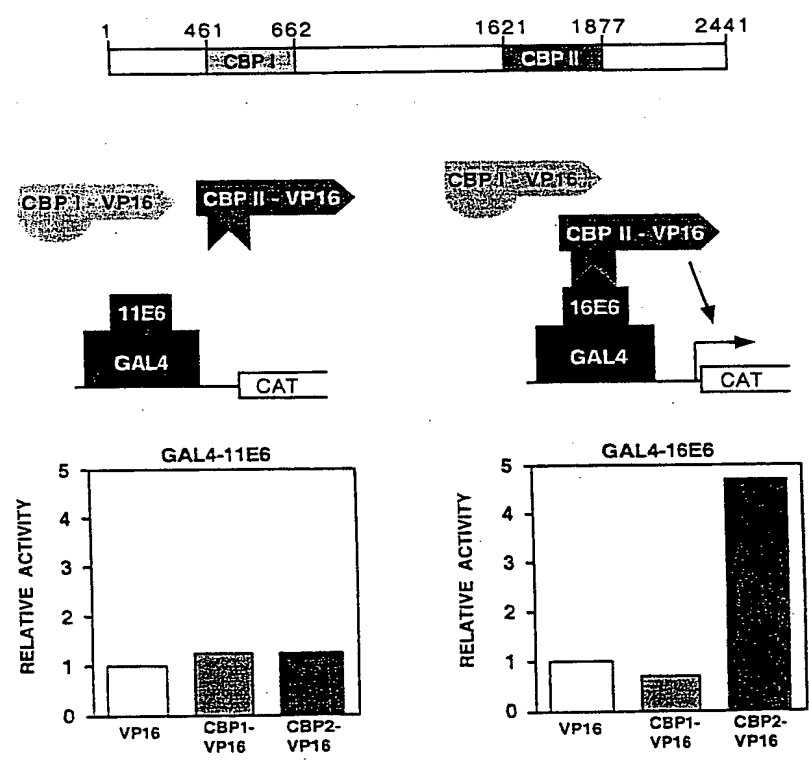 1 461 662 1621 1877 2441
CBP I CBP II
CBP I - VP16
CBP II - VP16
11E6
GAL4
CAT
CBP I - VP16
CBP II - VP16
16E6
GAL4
CAT
GAL4-11E6
RELATIVE ACTIVITY
5
4
3
2
1
0
VP16
CBP1-
VP16
CBP2-
VP16
GAL4-16E6
RELATIVE ACTIVITY
5
4
3
2
1
0
VP16
CBP1-
VP16
CBP2-
VP16